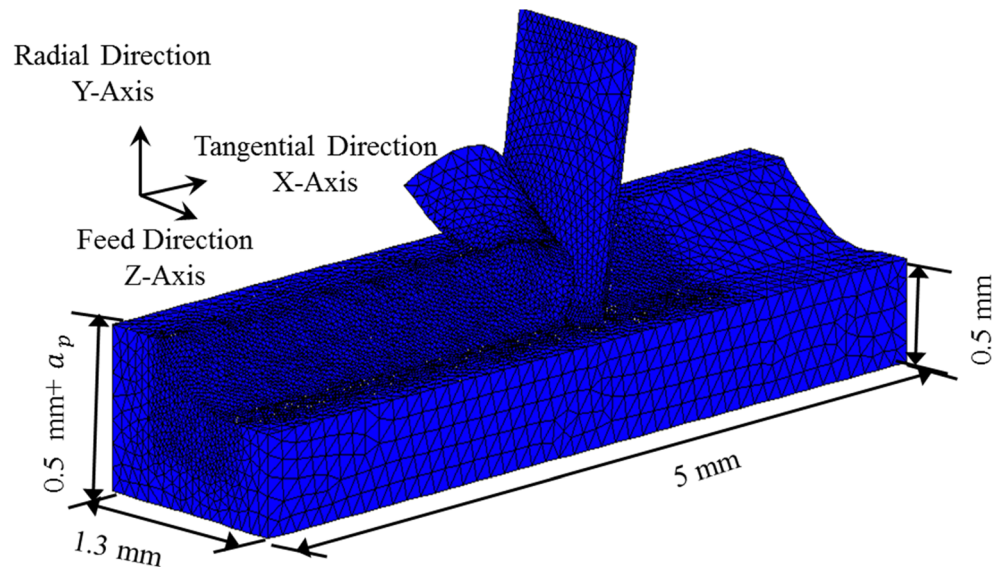 Radial Direction
Y-Axis
Tangential Direction
X-Axis
Feed Direction
Z-Axis
0.5 mm+ a_p
0.5 mm
5 mm
1.3 mm